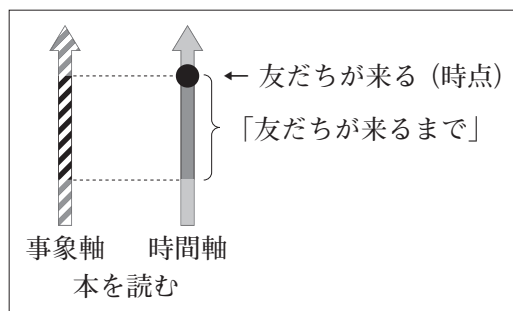 ← 友だちが来る（時点）
「友だちが来るまで」
事象軸 時間軸
本を読む